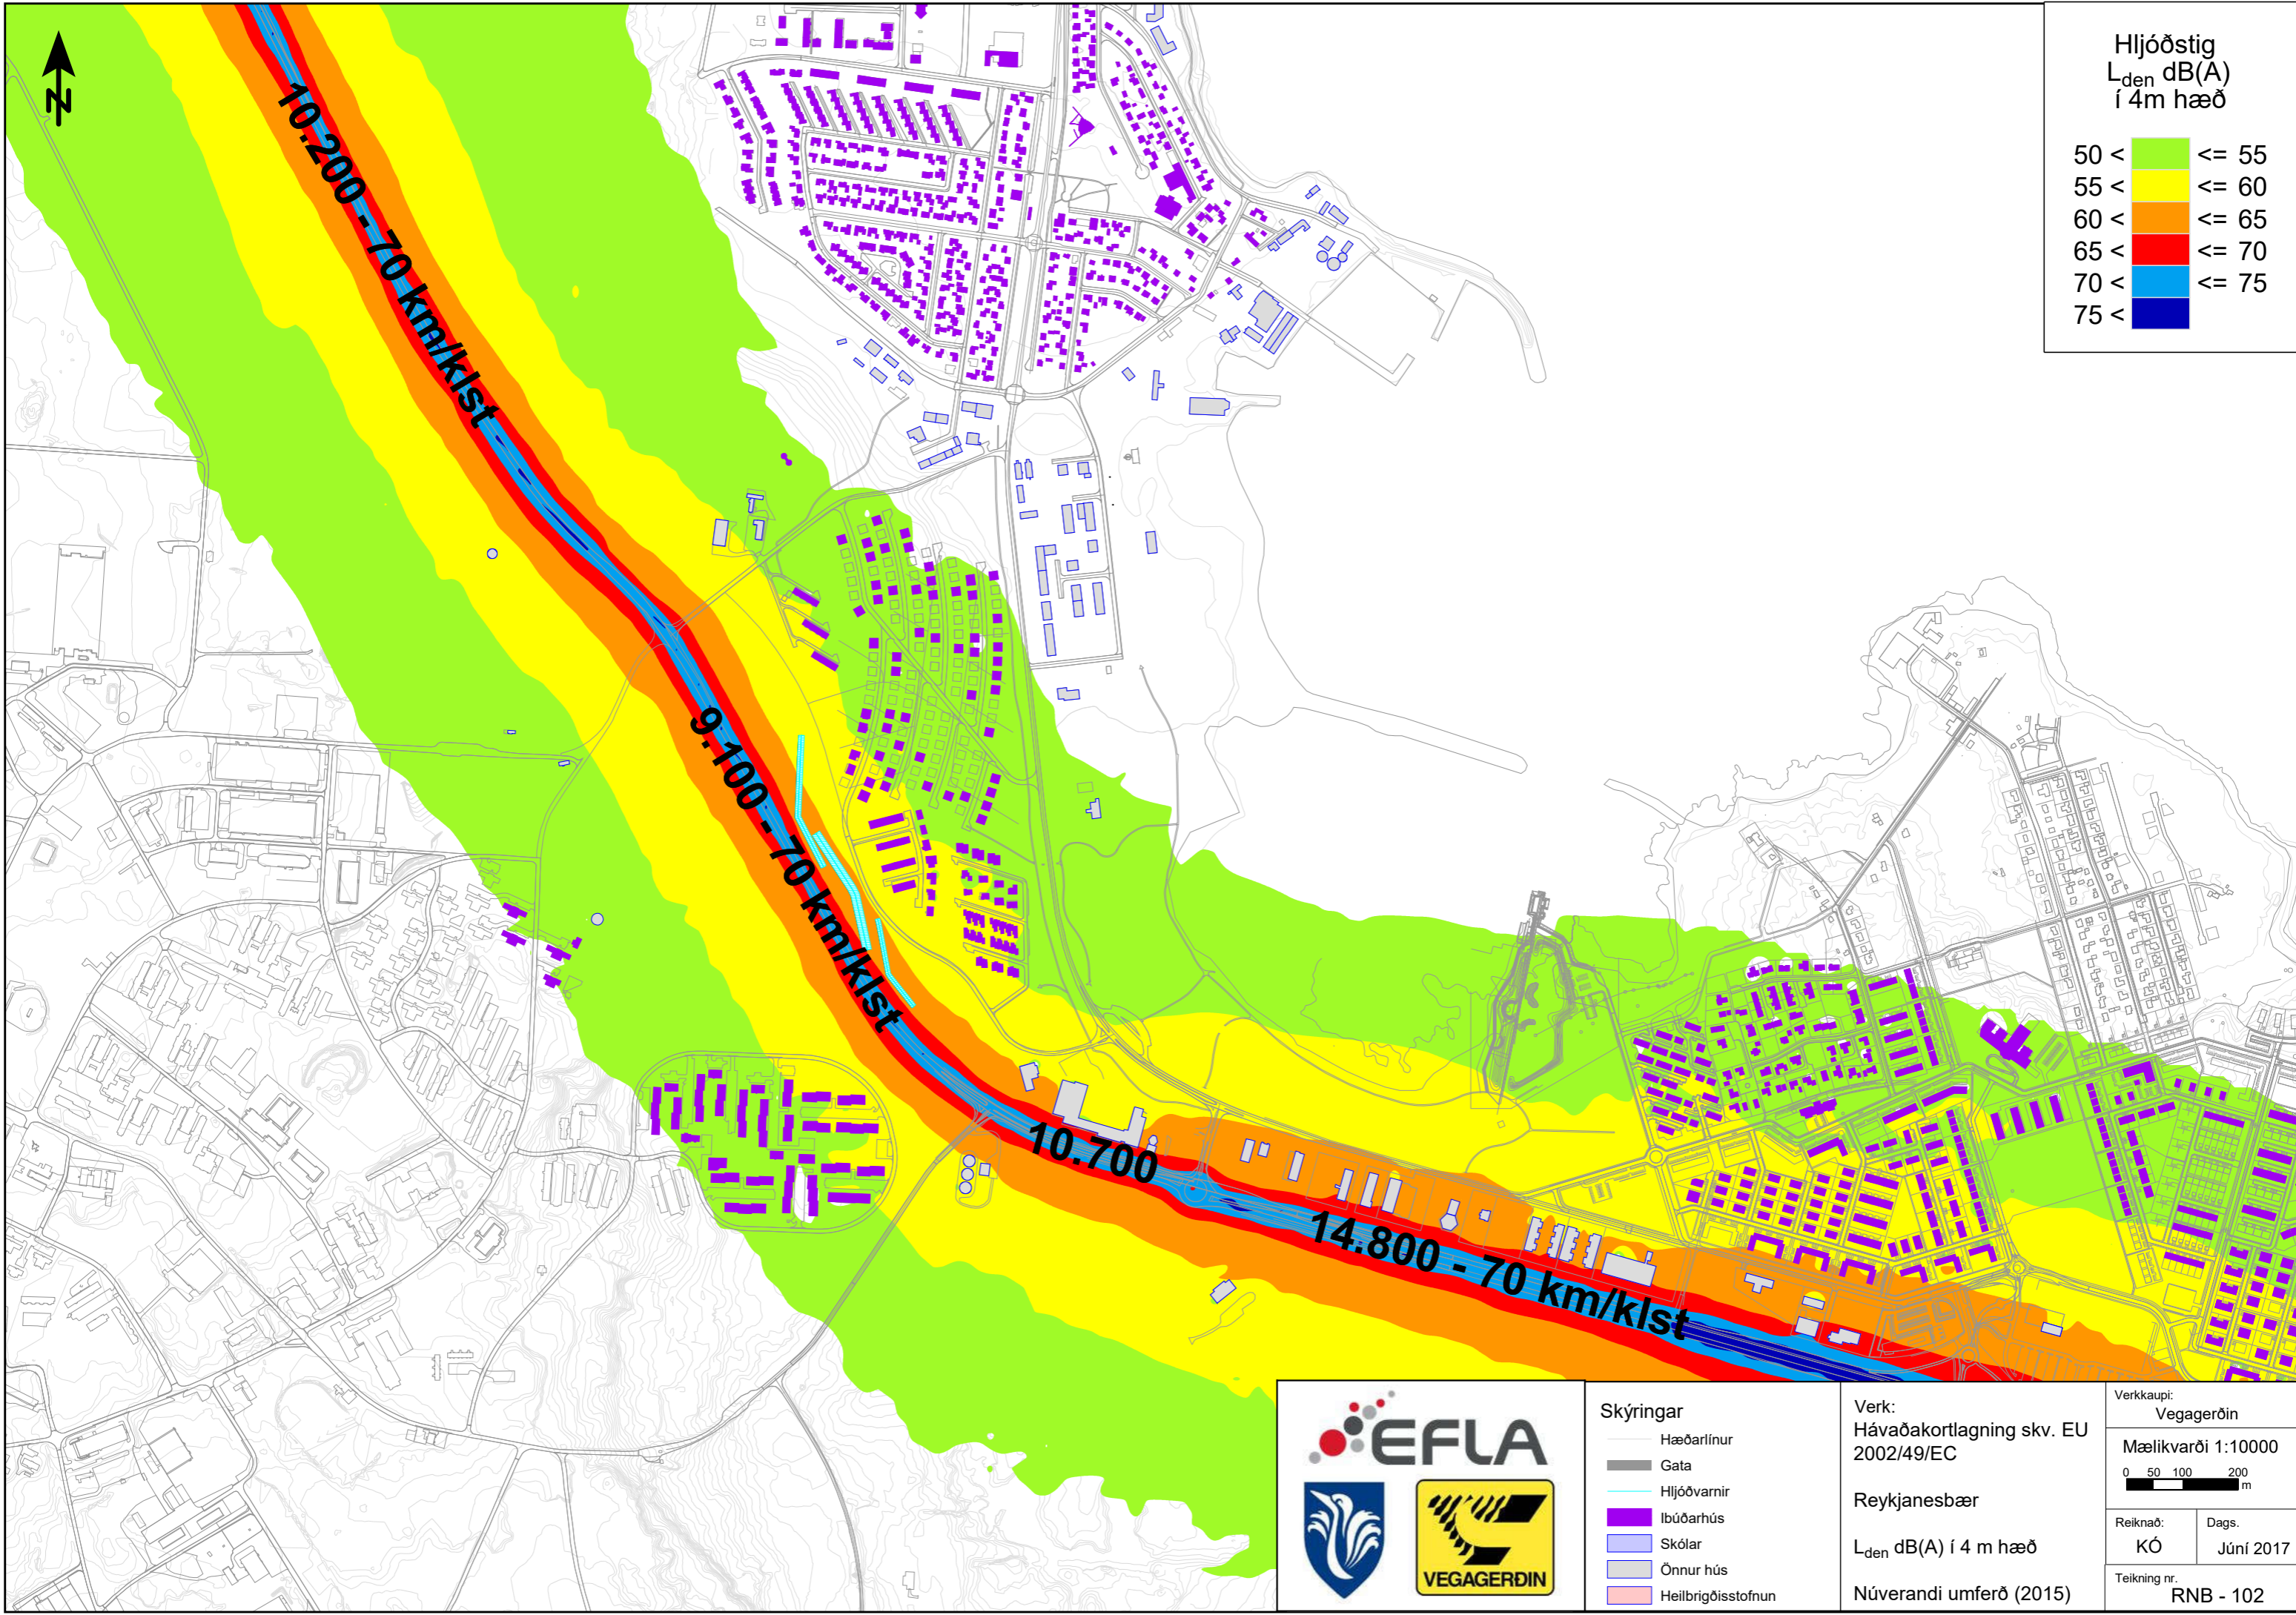 N
10.200 - 70 km/klst
9.100 - 70 km/klst
10.700
14.800 - 70 km/klst
Hljóðstig
Lden dB(A)
í 4m hæð
50 < <= 55
55 < <= 60
60 < <= 65
65 < <= 70
70 < <= 75
75 <
EFLA
VEGAGERÐIN
Skýringar
Hæðarlínur
Gata
Hljóðvarnir
Íbúðarhús
Skólar
Önnur hús
Heilbrigðisstofnun
Verk:
Hávaðakortlagning skv. EU
2002/49/EC
Reykjanesbær
Lden dB(A) í 4 m hæð
Núverandi umferð (2015)
Verkkaupi:
Vegagerðin
Mælikvarði 1:10000
0 50 100 200
m
Reiknað:
KÓ
Dags.
Júní 2017
Teikning nr.
RNB - 102